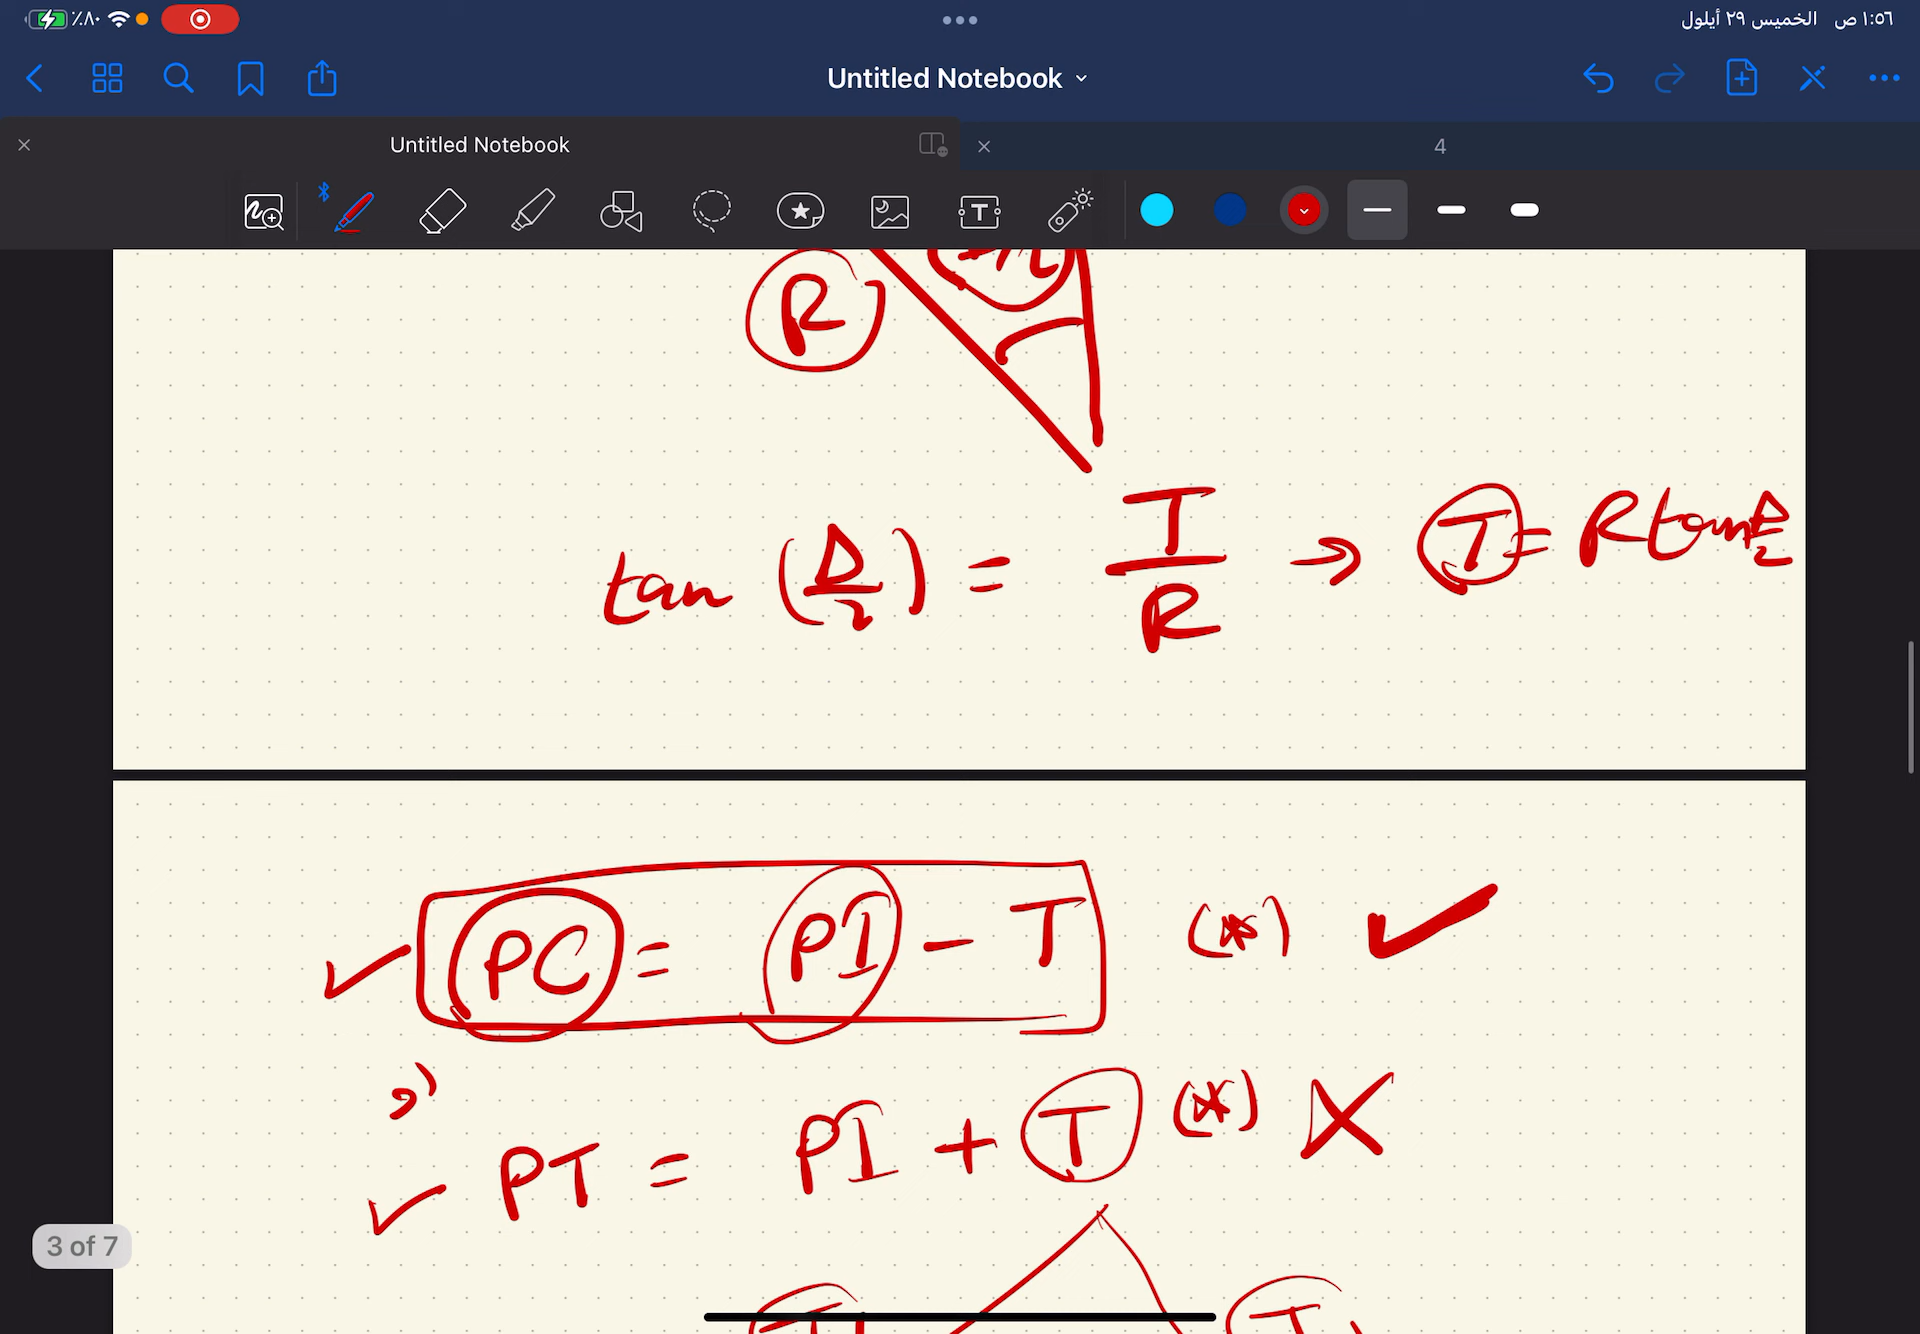 ٪٨٠ ١:٥٦ ص الخميس ٢٩ أيلول
Untitled Notebook
Untitled Notebook
4
T
R
tan (Δ/2) = T/R ⇒ T = R tan Δ/2
PC = PI - T (*) ✓
PT = PI + T (*) X
3 of 7
T T